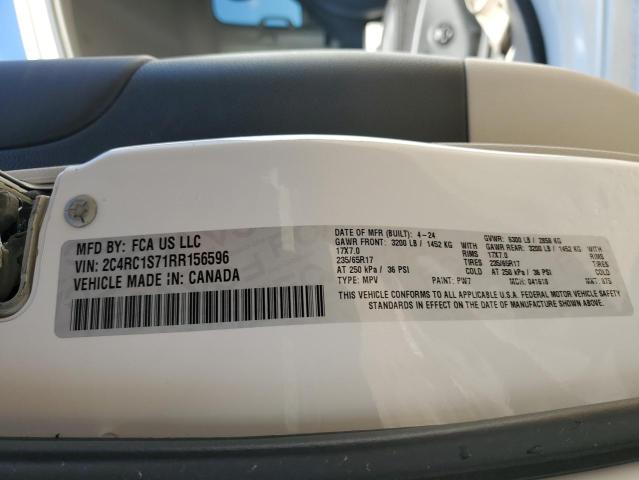 MFD BY: FCA US LLC
VIN: 2C4RC1S71RR156596
VEHICLE MADE IN: CANADA
DATE OF MFR (BUILT): 4-24
GVWR: 6300 LB / 2858 KG
GAWR FRONT: 3200 LB / 1452 KG WITH
GAWR REAR: 3200 LB / 1452 KG WITH
17X7.0 RIMS
17X7.0 RIMS
235/65R17 TIRES
235/65R17 TIRES
AT 250 kPa / 36 PSI COLD
AT 250 kPa / 36 PSI COLD
TYPE: MPV PAINT: PW7 MCH: 041618
THIS VEHICLE CONFORMS TO ALL APPLICABLE U.S.A. FEDERAL MOTOR VEHICLE SAFETY
STANDARDS IN EFFECT ON THE DATE OF MANUFACTURE SHOWN ABOVE.